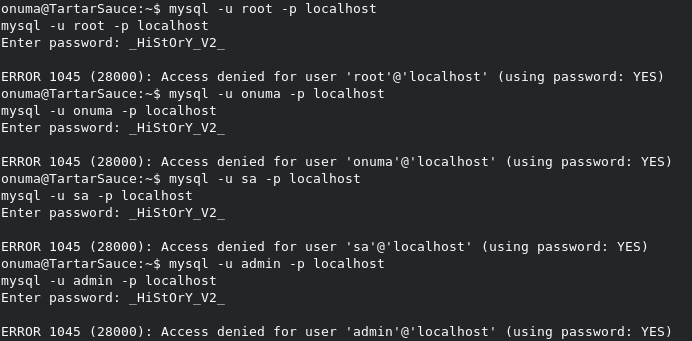 onuma@TartarSauce:~$ mysql -u root -p localhost
mysql -u root -p localhost
Enter password: _HiStOrY_V2_
ERROR 1045 (28000): Access denied for user 'root'@'localhost' (using password: YES)
onuma@TartarSauce:~$ mysql -u onuma -p localhost
mysql -u onuma -p localhost
Enter password: _HiStOrY_V2_
ERROR 1045 (28000): Access denied for user 'onuma'@'localhost' (using password: YES)
onuma@TartarSauce:~$ mysql -u sa -p localhost
mysql -u sa -p localhost
Enter password: _HiStOrY_V2_
ERROR 1045 (28000): Access denied for user 'sa'@'localhost' (using password: YES)
onuma@TartarSauce:~$ mysql -u admin -p localhost
mysql -u admin -p localhost
Enter password: _HiStOrY_V2_
ERROR 1045 (28000): Access denied for user 'admin'@'localhost' (using password: YES)